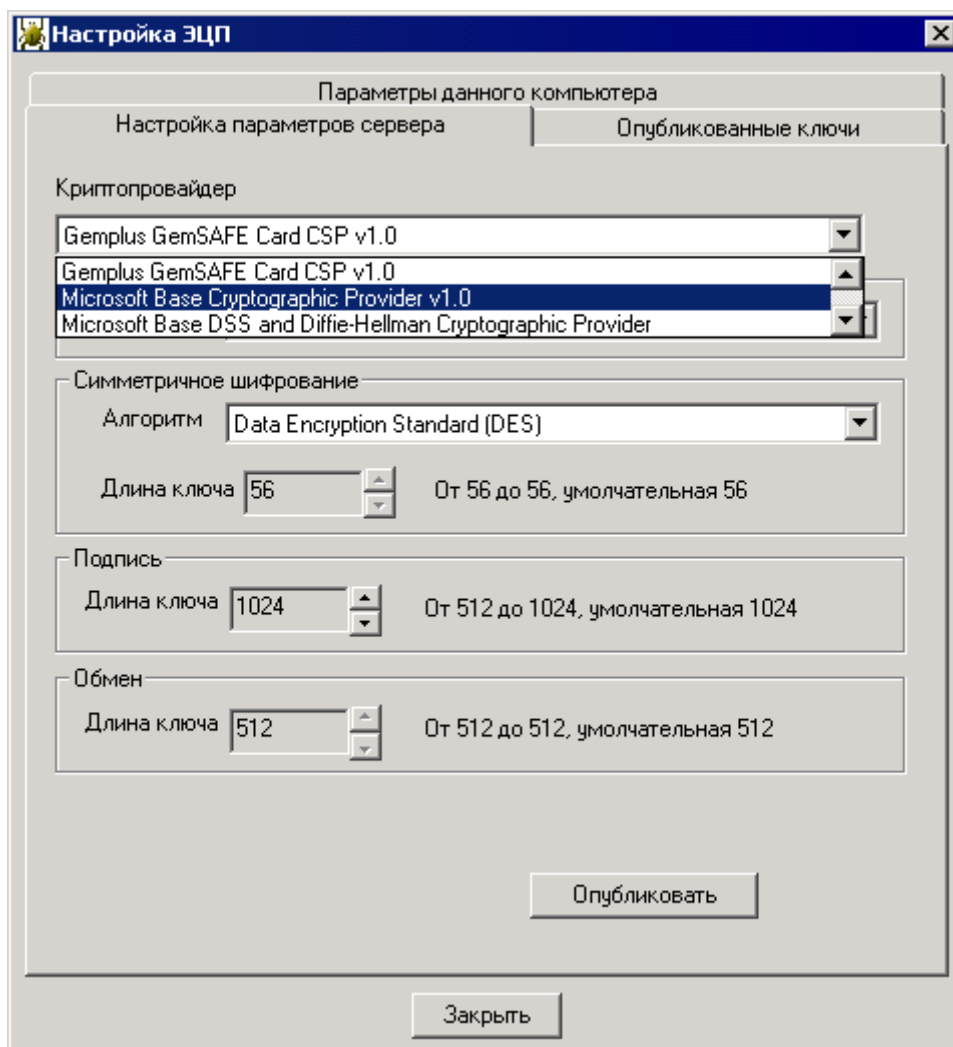 Настройка ЭЦП
Параметры данного компьютера
Настройка параметров сервера
Опубликованные ключи
Криптопровайдер
Gemplus GemSAFE Card CSP v1.0
Gemplus GemSAFE Card CSP v1.0
Microsoft Base Cryptographic Provider v1.0
Microsoft Base DSS and Diffie-Hellman Cryptographic Provider
Симметричное шифрование
Алгоритм Data Encryption Standard (DES)
Длина ключа 56 От 56 до 56, умолчательная 56
Подпись
Длина ключа 1024 От 512 до 1024, умолчательная 1024
Обмен
Длина ключа 512 От 512 до 512, умолчательная 512
Опубликовать
Закрыть